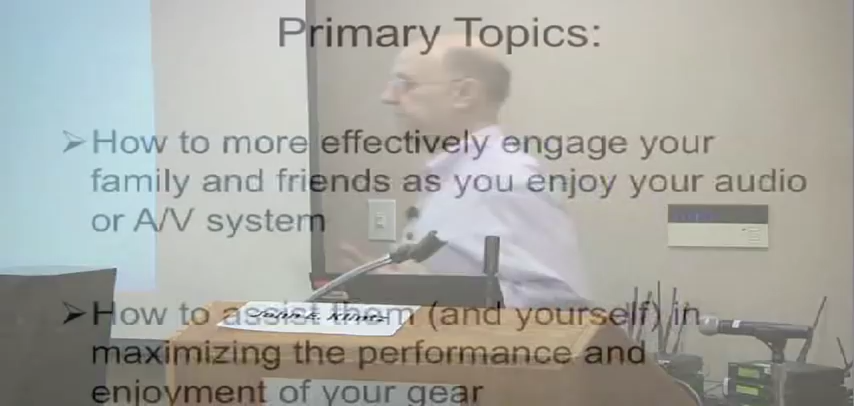 Primary Topics:
➢How to more effectively engage your
family and friends as you enjoy your audio
or A/V system
➢How to assist them (and yourself) in
maximizing the performance and
enjoyment of your gear
John E.